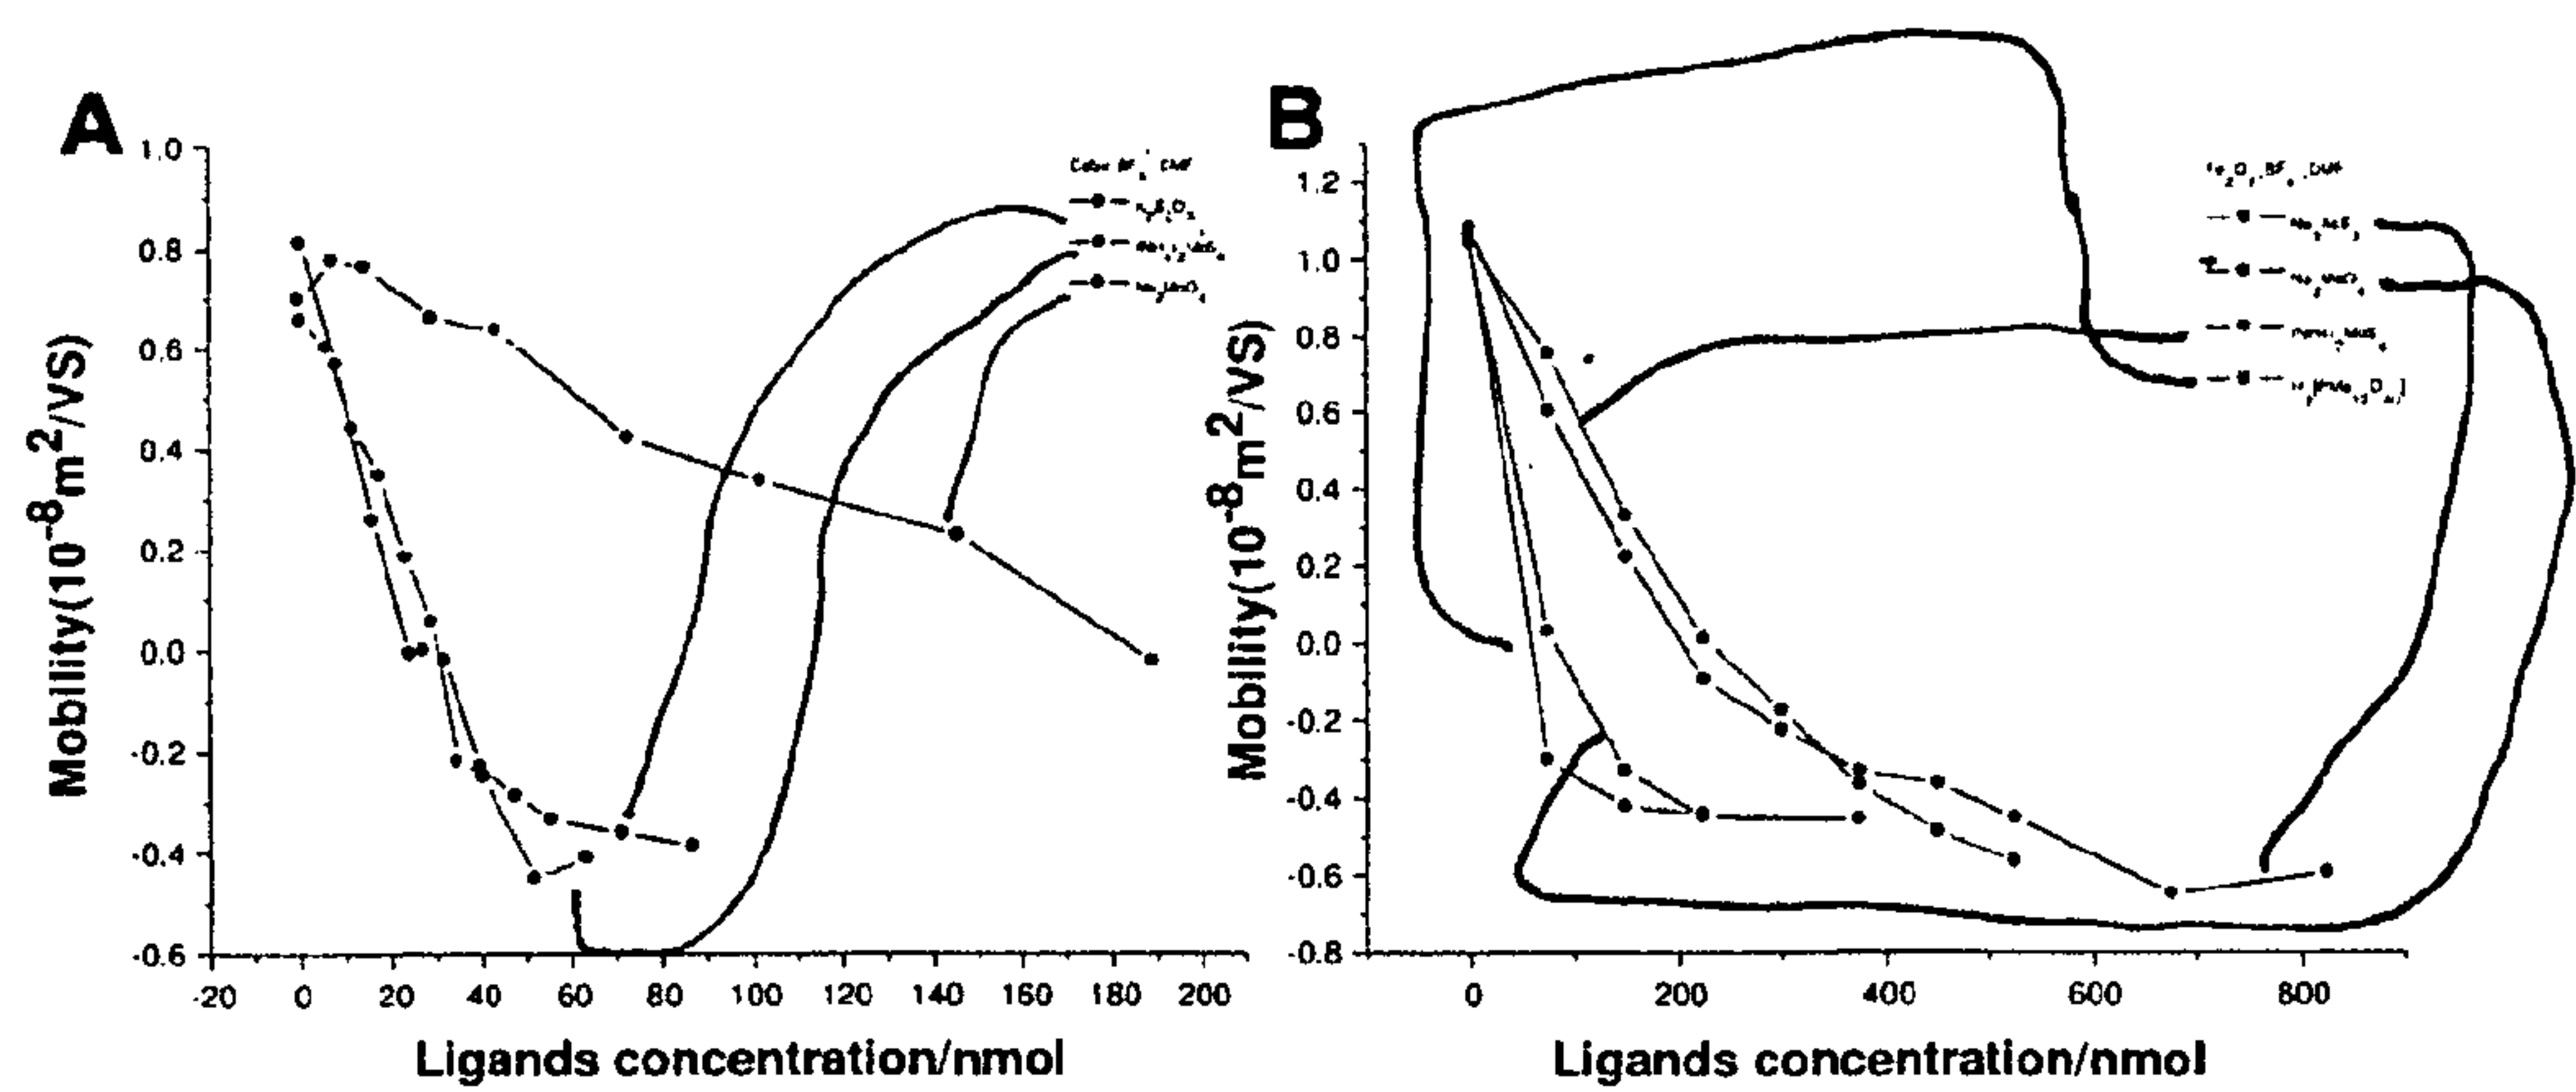 A
1.0
0.8
0.6
0.4
0.2
0.0
-0.2
-0.4
-0.6
-20 0 20 40 60 80 100 120 140 160 180 200
Mobility(10⁻⁸m²/VS)
Ligands concentration/nmol
B
1.2
1.0
0.8
0.6
0.4
0.2
0.0
-0.2
-0.4
-0.6
-0.8
0 200 400 600 800
Mobility(10⁻⁸m²/VS)
Ligands concentration/nmol